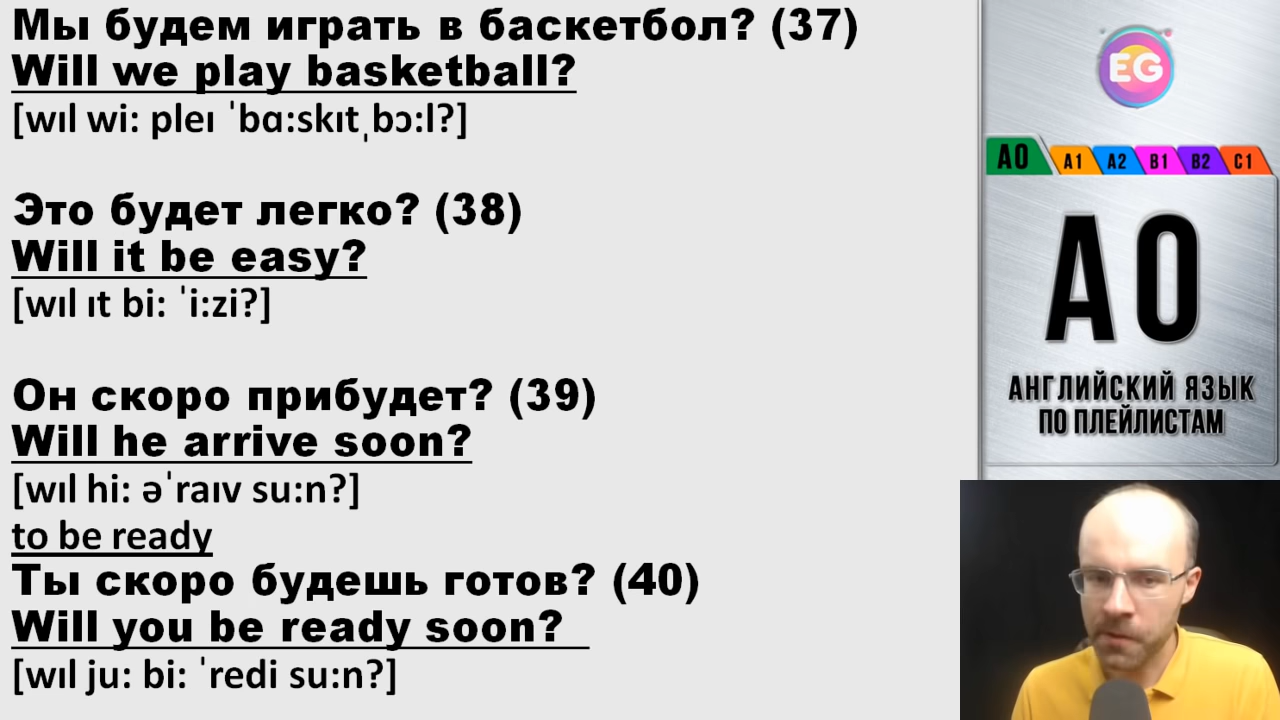 Мы будем играть в баскетбол? (37)
Will we play basketball?
[wɪl wi: pleɪ ˈbɑ:skɪtˌbɔ:l?]
Это будет легко? (38)
Will it be easy?
[wɪl ɪt bi: ˈi:zi?]
Он скоро прибудет? (39)
Will he arrive soon?
[wɪl hi: əˈraɪv su:n?]
to be ready
Ты скоро будешь готов? (40)
Will you be ready soon?
[wɪl ju: bi: ˈredi su:n?]
EG
A0 A1 A2 B1 B2 C1
A0
АНГЛИЙСКИЙ ЯЗЫК
ПО ПЛЕЙЛИСТАМ